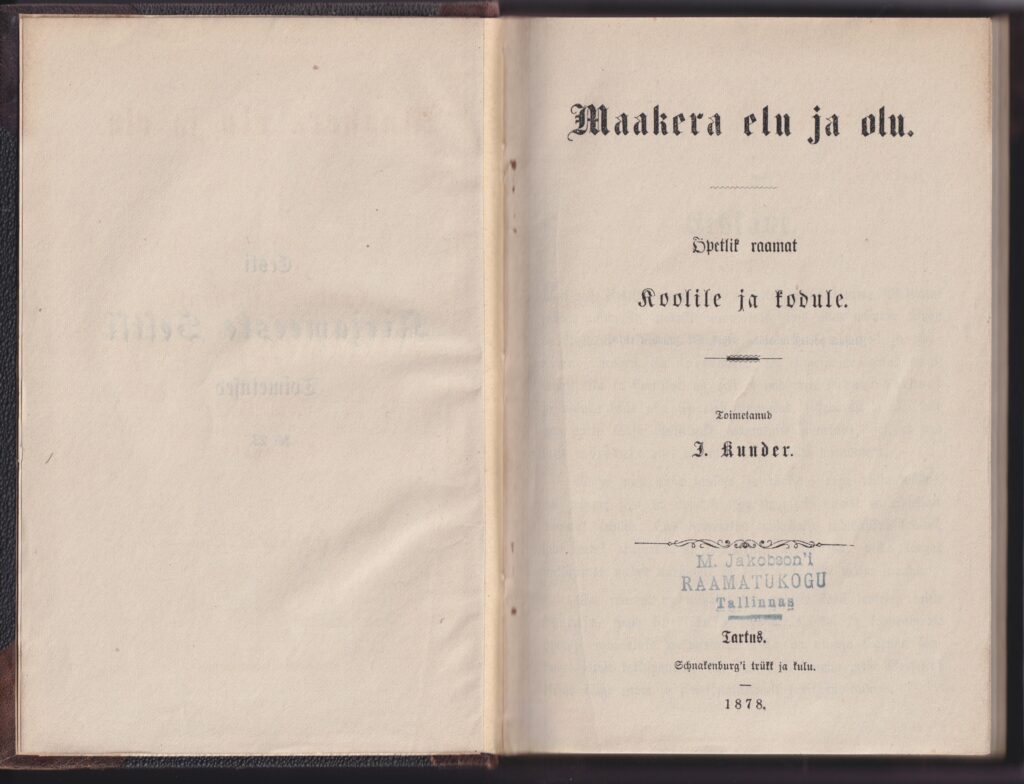 Maakera elu ja olu.
Õpetlik raamat
Koolile ja kodule.
Toimetanud
J. Kunder.
M. Jakobson'i
RAAMATUKOGU
Tallinnas
Tartus.
Schnakenburg'i trükk ja kulu.
1878.